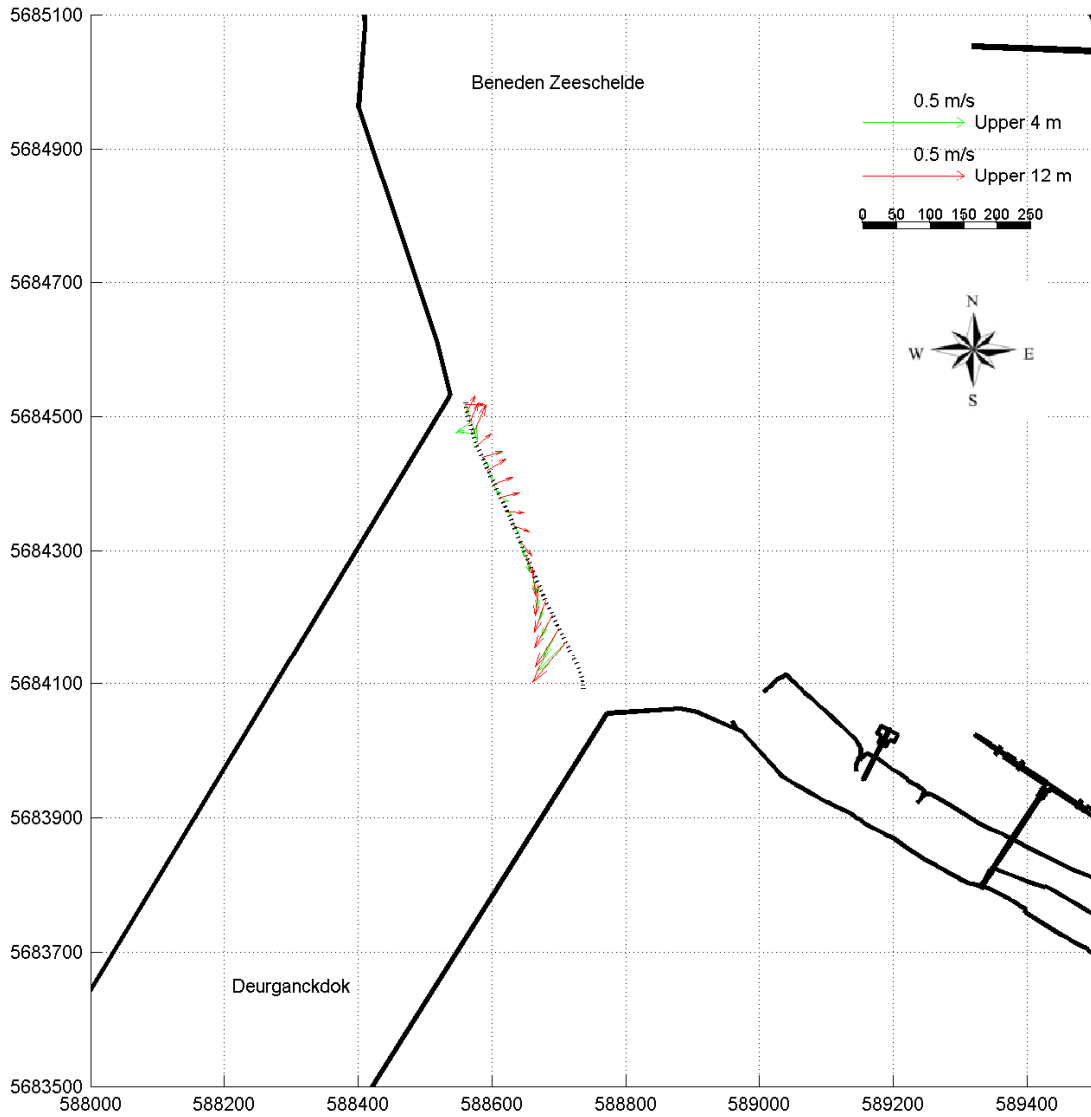 5685100
Beneden Zeeschelde
0.5 m/s
Upper 4 m
5684900
0.5 m/s
Upper 12 m
0 50 100 150 200 250
5684700
N
W E
S
5684500
5684300
5684100
5683900
5683700
Deurganckdok
5683500
588000 588200 588400 588600 588800 589000 589200 589400